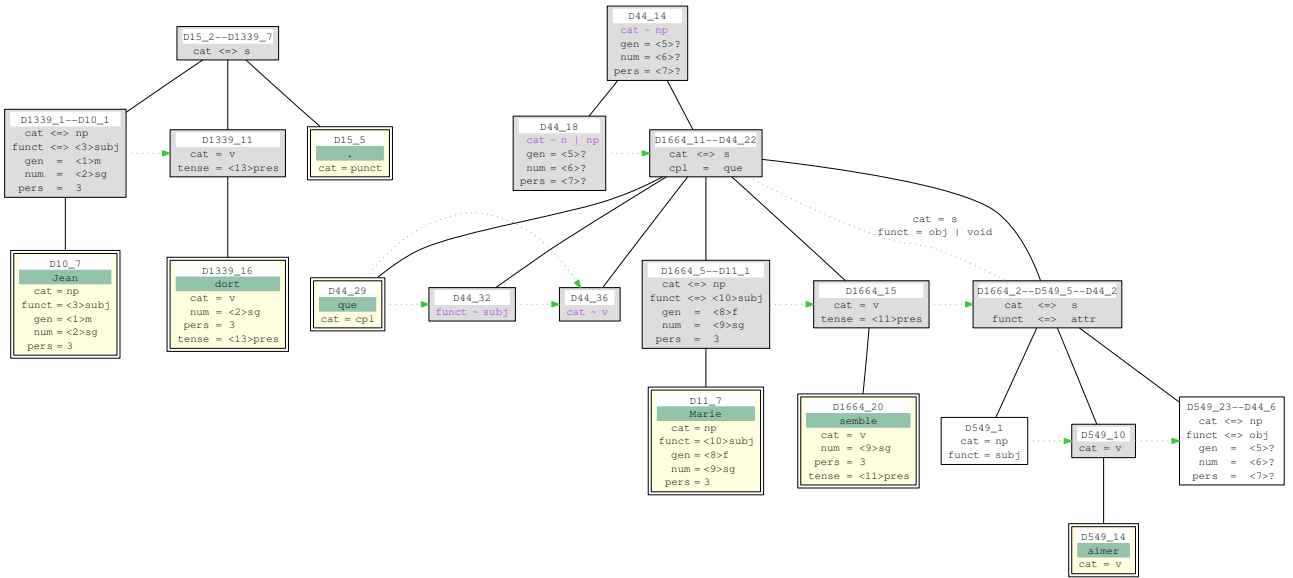 D15_2--D1339_7
cat <=> s
D1339_1--D10_1
cat <=> np
funct <=> <3>subj
gen = <1>m
num = <2>sg
pers = 3
D1339_11
cat = v
tense = <13>pres
D15_5
.
cat = punct
D10_7
Jean
cat = np
funct = <3>subj
gen = <1>m
num = <2>sg
pers = 3
D1339_16
dort
cat = v
num = <2>sg
pers = 3
tense = <13>pres
D44_14
cat ~ np
gen = <5>?
num = <6>?
pers = <7>?
D44_18
cat ~ n | np
gen = <5>?
num = <6>?
pers = <7>?
D1664_11--D44_22
cat <=> s
cpl = que
cat = s
funct = obj | void
D44_29
que
cat = cpl
D44_32
funct ~ subj
D44_36
cat ~ v
D1664_5--D11_1
cat <=> np
funct <=> <10>subj
gen = <8>f
num = <9>sg
pers = 3
D1664_15
cat = v
tense = <11>pres
D1664_2--D549_5--D44_2
cat <=> s
funct <=> attr
D11_7
Marie
cat = np
funct = <10>subj
gen = <8>f
num = <9>sg
pers = 3
D1664_20
semble
cat = v
num = <9>sg
pers = 3
tense = <11>pres
D549_1
cat = np
funct = subj
D549_10
cat = v
D549_23--D44_6
cat <=> np
funct <=> obj
gen = <5>?
num = <6>?
pers = <7>?
D549_14
aimer
cat = v